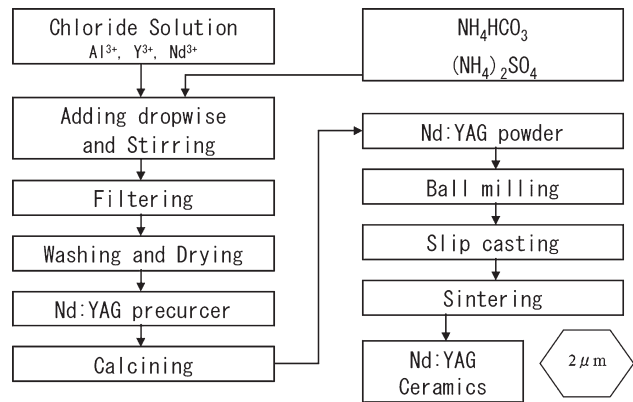 Chloride Solution
Al³⁺, Y³⁺, Nd³⁺
NH₄HCO₃
(NH₄)₂SO₄
Adding dropwise
and Stirring
Filtering
Washing and Drying
Nd:YAG precurcer
Calcining
Nd:YAG powder
Ball milling
Slip casting
Sintering
Nd:YAG
Ceramics
2μm